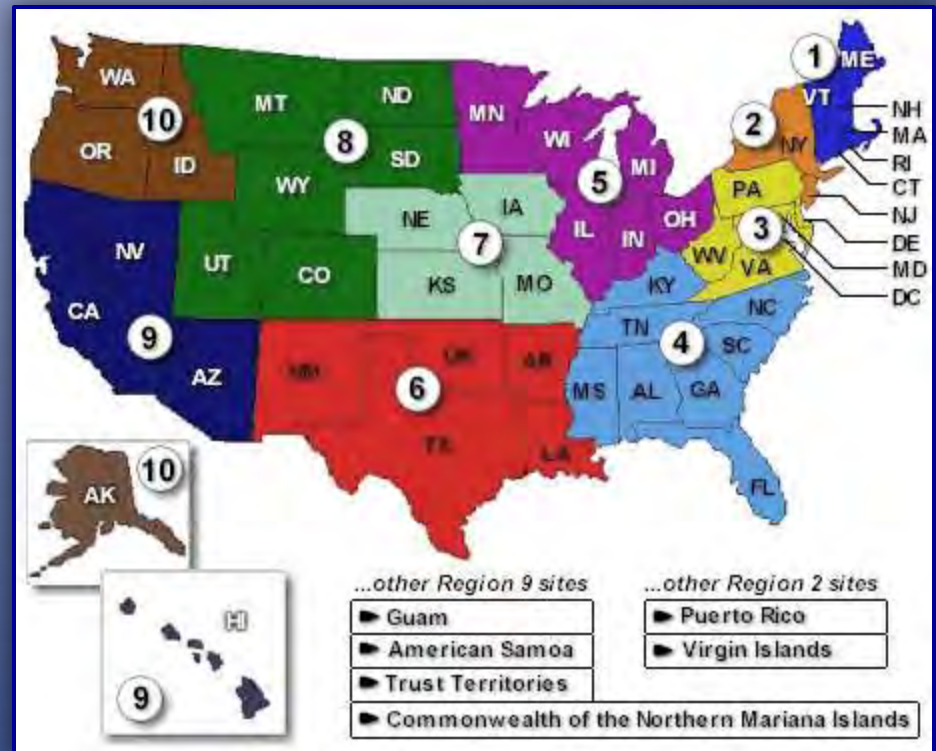 1
ME
WA
VT
MT
ND
MN
NH
10
2
MA
8
WI
NY
OR
ID
SD
MI
RI
WY
5
CT
PA
NE
IA
OH
NJ
7
IL
IN
3
DE
NV
WV
UT
CO
VA
MD
KS
MO
KY
DC
CA
NC
TN
9
OK
4
SC
NM
AR
AZ
6
MS
AL
GA
TX
LA
10
FL
AK
...other Region 9 sites
...other Region 2 sites
Guam
Puerto Rico
HI
American Samoa
Virgin Islands
Trust Territories
9
Commonwealth of the Northern Mariana Islands